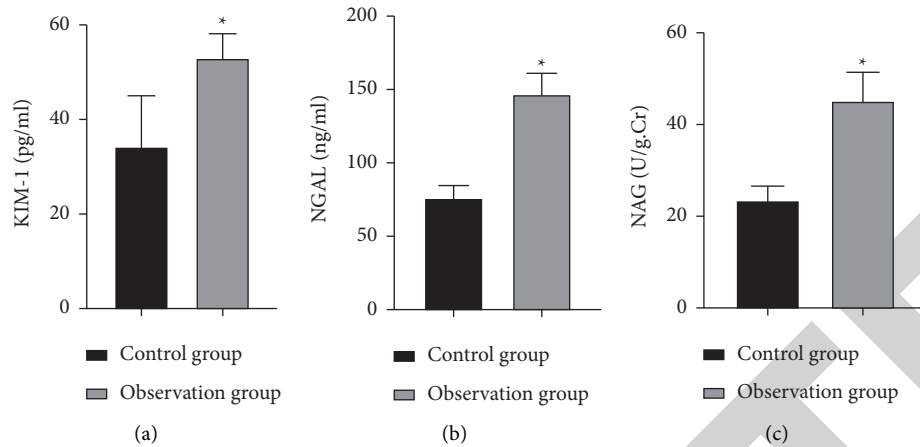 60
40
20
0
KIM-1 (pg/ml)
*
Control group
Observation group
(a)
200
150
100
50
0
NGAL (ng/ml)
*
Control group
Observation group
(b)
60
40
20
0
NAG (U/g.Cr)
*
Control group
Observation group
(c)